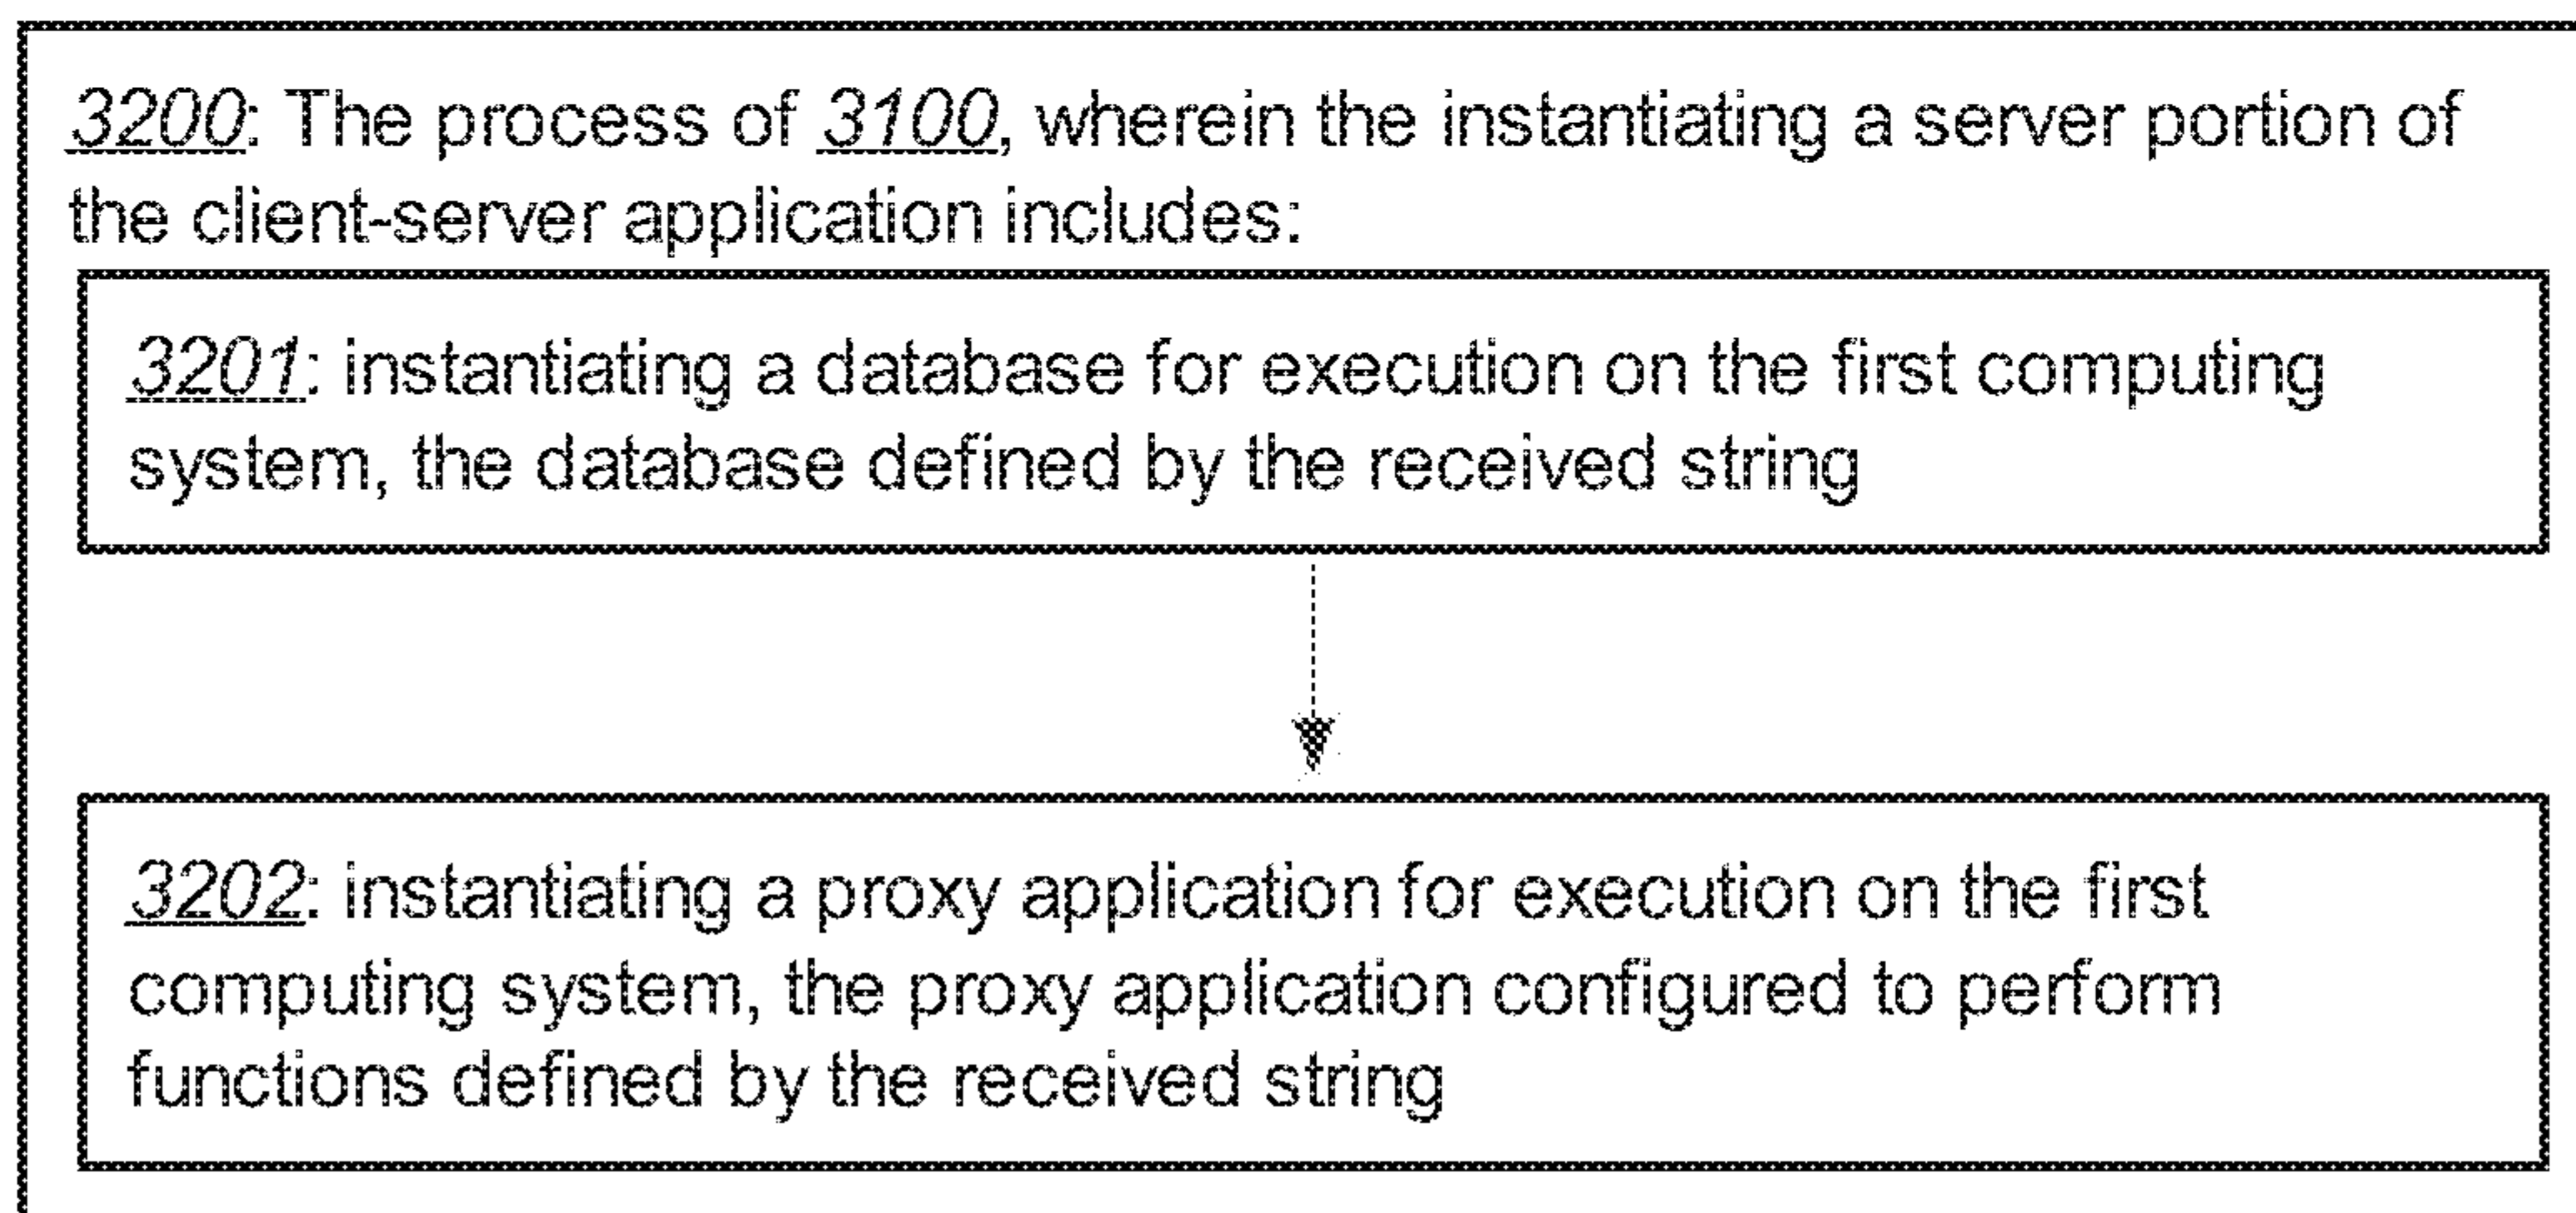 3200: The process of 3100, wherein the instantiating a server portion of
the client-server application includes:
3201: instantiating a database for execution on the first computing
system, the database defined by the received string
3202: instantiating a proxy application for execution on the first
computing system, the proxy application configured to perform
functions defined by the received string